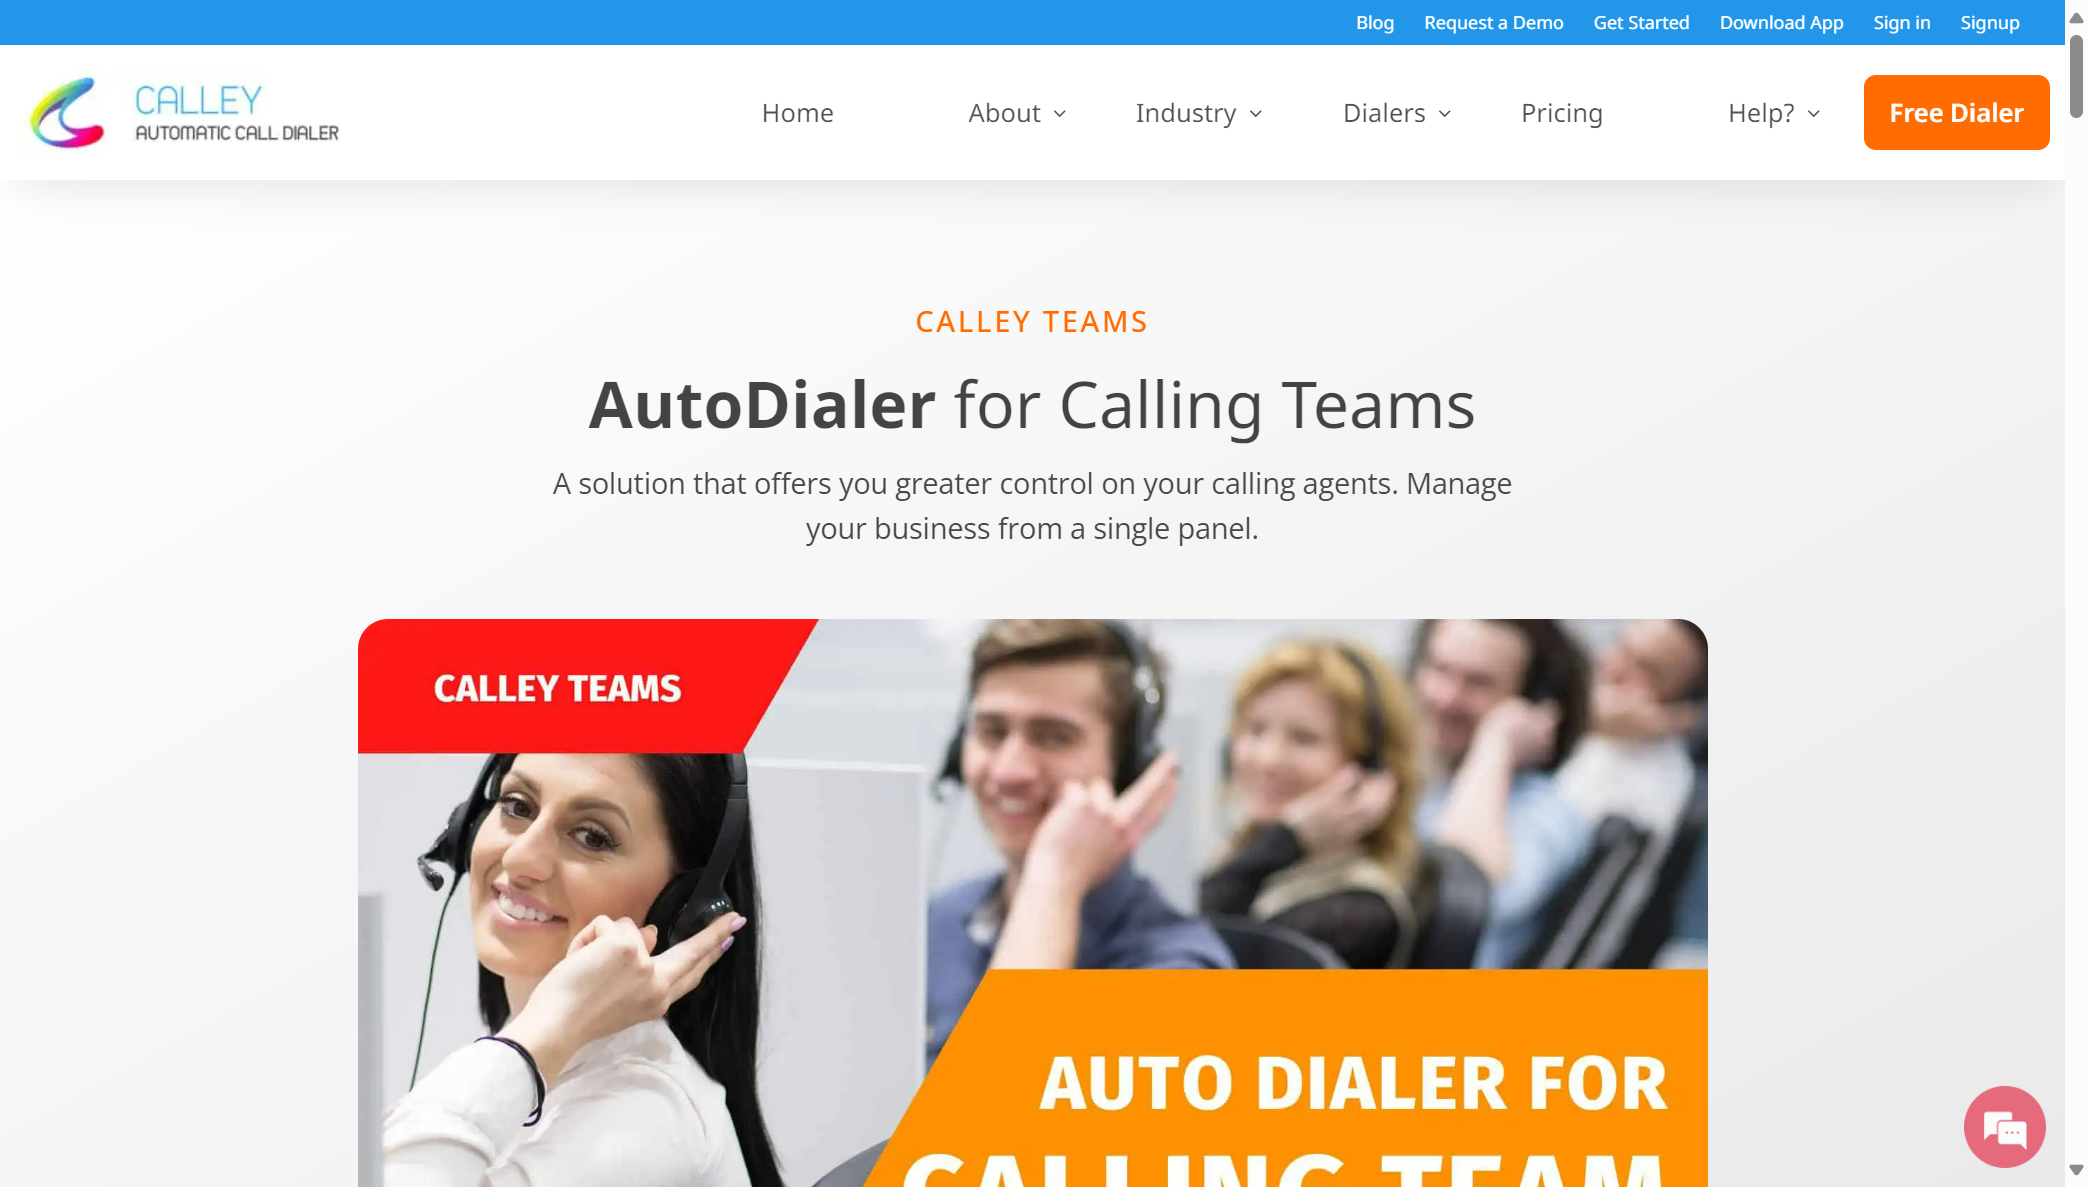 Blog Request a Demo Get Started Download App Sign in Signup
CALLEY
AUTOMATIC CALL DIALER
Home About Industry Dialers Pricing Help? Free Dialer
CALLEY TEAMS
AutoDialer for Calling Teams
A solution that offers you greater control on your calling agents. Manage
your business from a single panel.
CALLEY TEAMS
AUTO DIALER FOR
CALLING TEAM